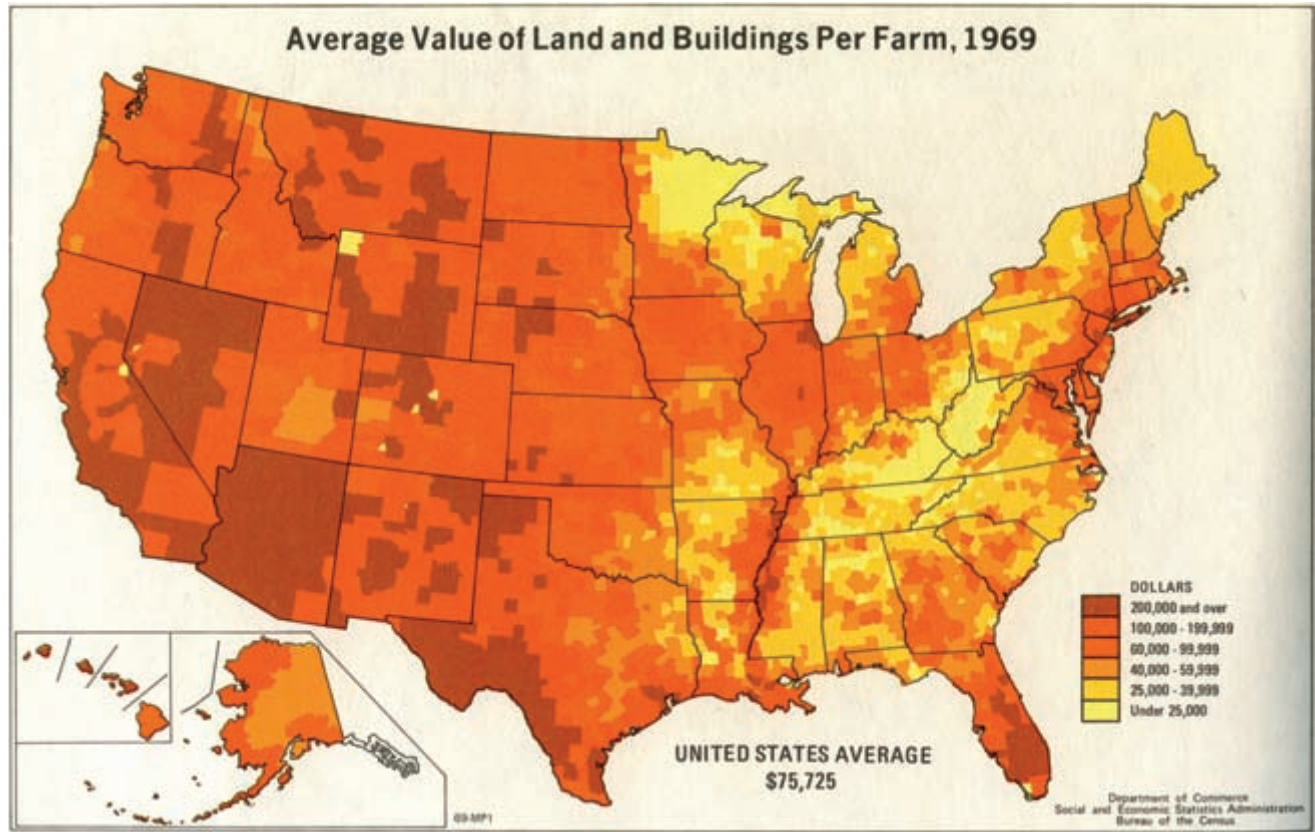 Average Value of Land and Buildings Per Farm, 1969
DOLLARS
200,000 and over
100,000 - 199,999
60,000 - 99,999
40,000 - 59,999
25,000 - 39,999
Under 25,000
UNITED STATES AVERAGE
$75,725
69-MP1
Department of Commerce
Social and Economic Statistics Administration
Bureau of the Census